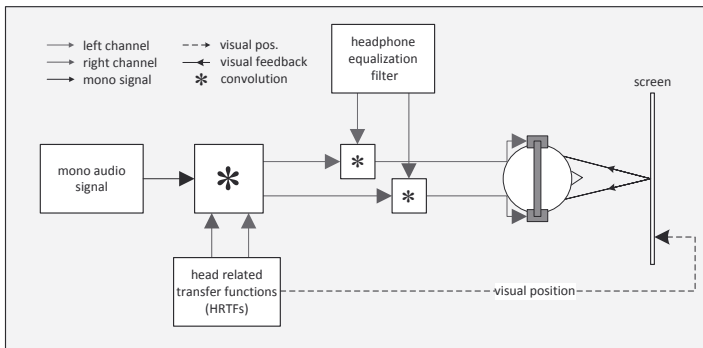 left channel
right channel
mono signal
visual pos.
visual feedback
* convolution
headphone
equalization
filter
screen
mono audio
signal
*
*
*
head related
transfer functions
(HRTFs)
visual position